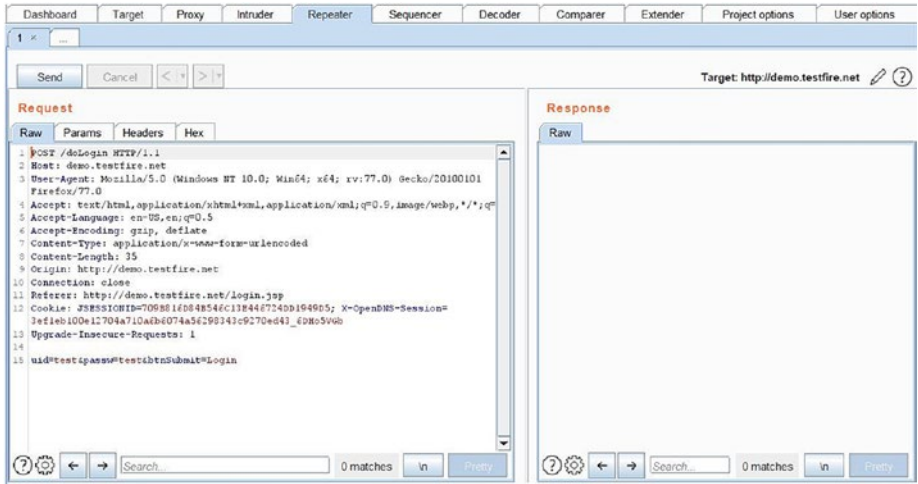 Dashboard Target Proxy Intruder Repeater Sequencer Decoder Comparer Extender Project options User options
1 × ...
Send Cancel < >
Target: http://demo.testfire.net
Request
Raw Params Headers Hex
1 POST /doLogin HTTP/1.1
2 Host: demo.testfire.net
3 User-Agent: Mozilla/5.0 (Windows NT 10.0; Win64; x64; rv:77.0) Gecko/20100101
Firefox/77.0
4 Accept: text/html,application/xhtml+xml,application/xml;q=0.9,image/webp,*/*;q=
5 Accept-Language: en-US,en;q=0.5
6 Accept-Encoding: gzip, deflate
7 Content-Type: application/x-www-form-urlencoded
8 Content-Length: 35
9 Origin: http://demo.testfire.net
10 Connection: close
11 Referer: http://demo.testfire.net/login.jsp
12 Cookie: JSESSIONID=709B816D84B546C13B446724DD1949D5; X-OpenDNS-Session=
13 Upgrade-Insecure-Requests: 1
14
15 uid=test&passw=test&btnSubmit=Login
Search... 0 matches \n Pretty
Response
Raw
Search... 0 matches \n Pretty